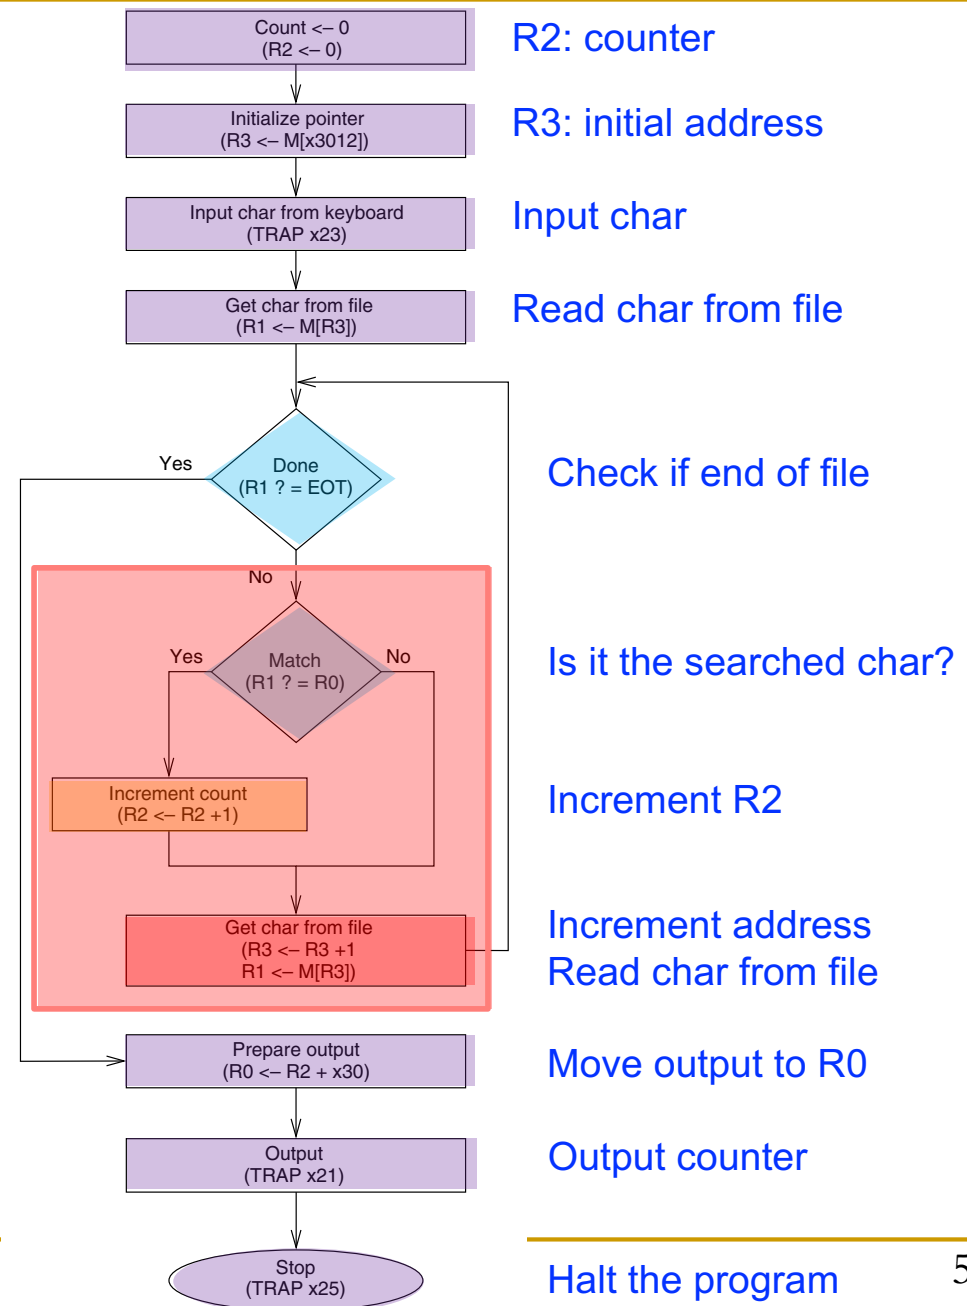 Count <– 0
(R2 <– 0)
R2: counter
Initialize pointer
(R3 <– M[x3012])
R3: initial address
Input char from keyboard
(TRAP x23)
Input char
Get char from file
(R1 <– M[R3])
Read char from file
Yes
Done
(R1 ? = EOT)
Check if end of file
No
Yes
Match
(R1 ? = R0)
No
Is it the searched char?
Increment count
(R2 <– R2 +1)
Increment R2
Get char from file
(R3 <– R3 +1
R1 <– M[R3])
Increment address
Read char from file
Prepare output
(R0 <– R2 + x30)
Move output to R0
Output
(TRAP x21)
Output counter
Stop
(TRAP x25)
Halt the program
5